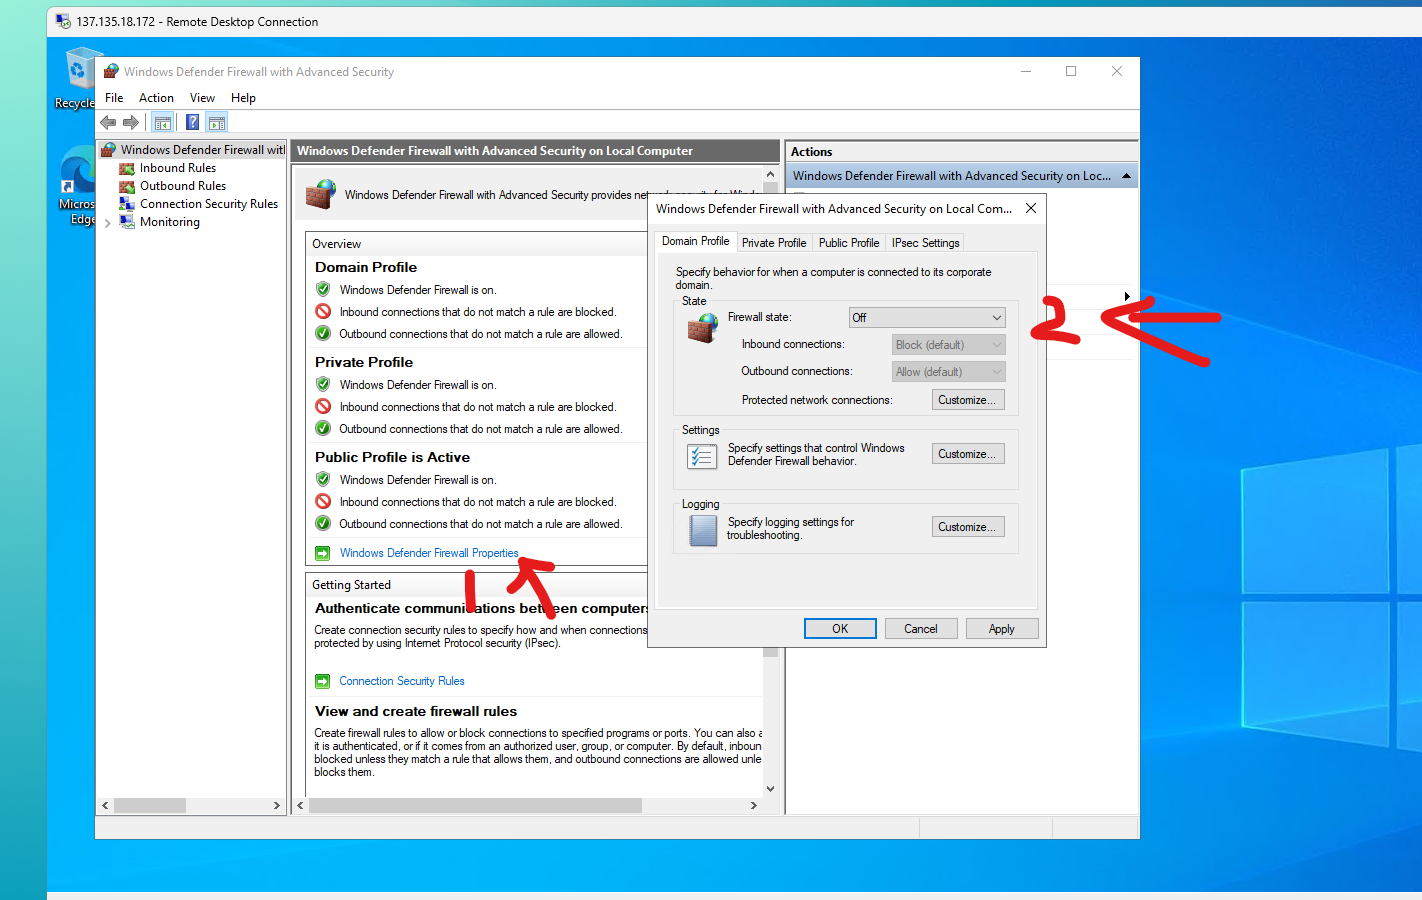 137.135.18.172 - Remote Desktop Connection
Recycle
Micros
Edge
Windows Defender Firewall with Advanced Security
File Action View Help
Windows Defender Firewall wit
Inbound Rules
Outbound Rules
Connection Security Rules
Monitoring
Windows Defender Firewall with Advanced Security on Local Computer
Windows Defender Firewall with Advanced Security provides
Overview
Domain Profile
Windows Defender Firewall is on.
Inbound connections that do not match a rule are blocked.
Outbound connections that do not match a rule are allowed.
Private Profile
Windows Defender Firewall is on.
Inbound connections that do not match a rule are blocked.
Outbound connections that do not match a rule are allowed.
Public Profile is Active
Windows Defender Firewall is on.
Inbound connections that do not match a rule are blocked.
Outbound connections that do not match a rule are allowed.
Windows Defender Firewall Properties
1
Getting Started
Authenticate communications between computers
Create connection security rules to specify how and when connections
protected by using Internet Protocol security (IPsec).
Connection Security Rules
View and create firewall rules
Create firewall rules to allow or block connections to specified programs or ports. You can also a
it is authenticated, or if it comes from an authorized user, group, or computer. By default, inboun
blocked unless they match a rule that allows them, and outbound connections are allowed unle
blocks them.
Actions
Windows Defender Firewall with Advanced Security on Loc...
Windows Defender Firewall with Advanced Security on Local Com...
Domain Profile Private Profile Public Profile IPsec Settings
Specify behavior for when a computer is connected to its corporate
domain.
State
Firewall state: Off
2
Inbound connections: Block (default)
Outbound connections: Allow (default)
Protected network connections: Customize...
Settings
Specify settings that control Windows
Defender Firewall behavior.
Customize...
Logging
Specify logging settings for
troubleshooting.
Customize...
OK Cancel Apply